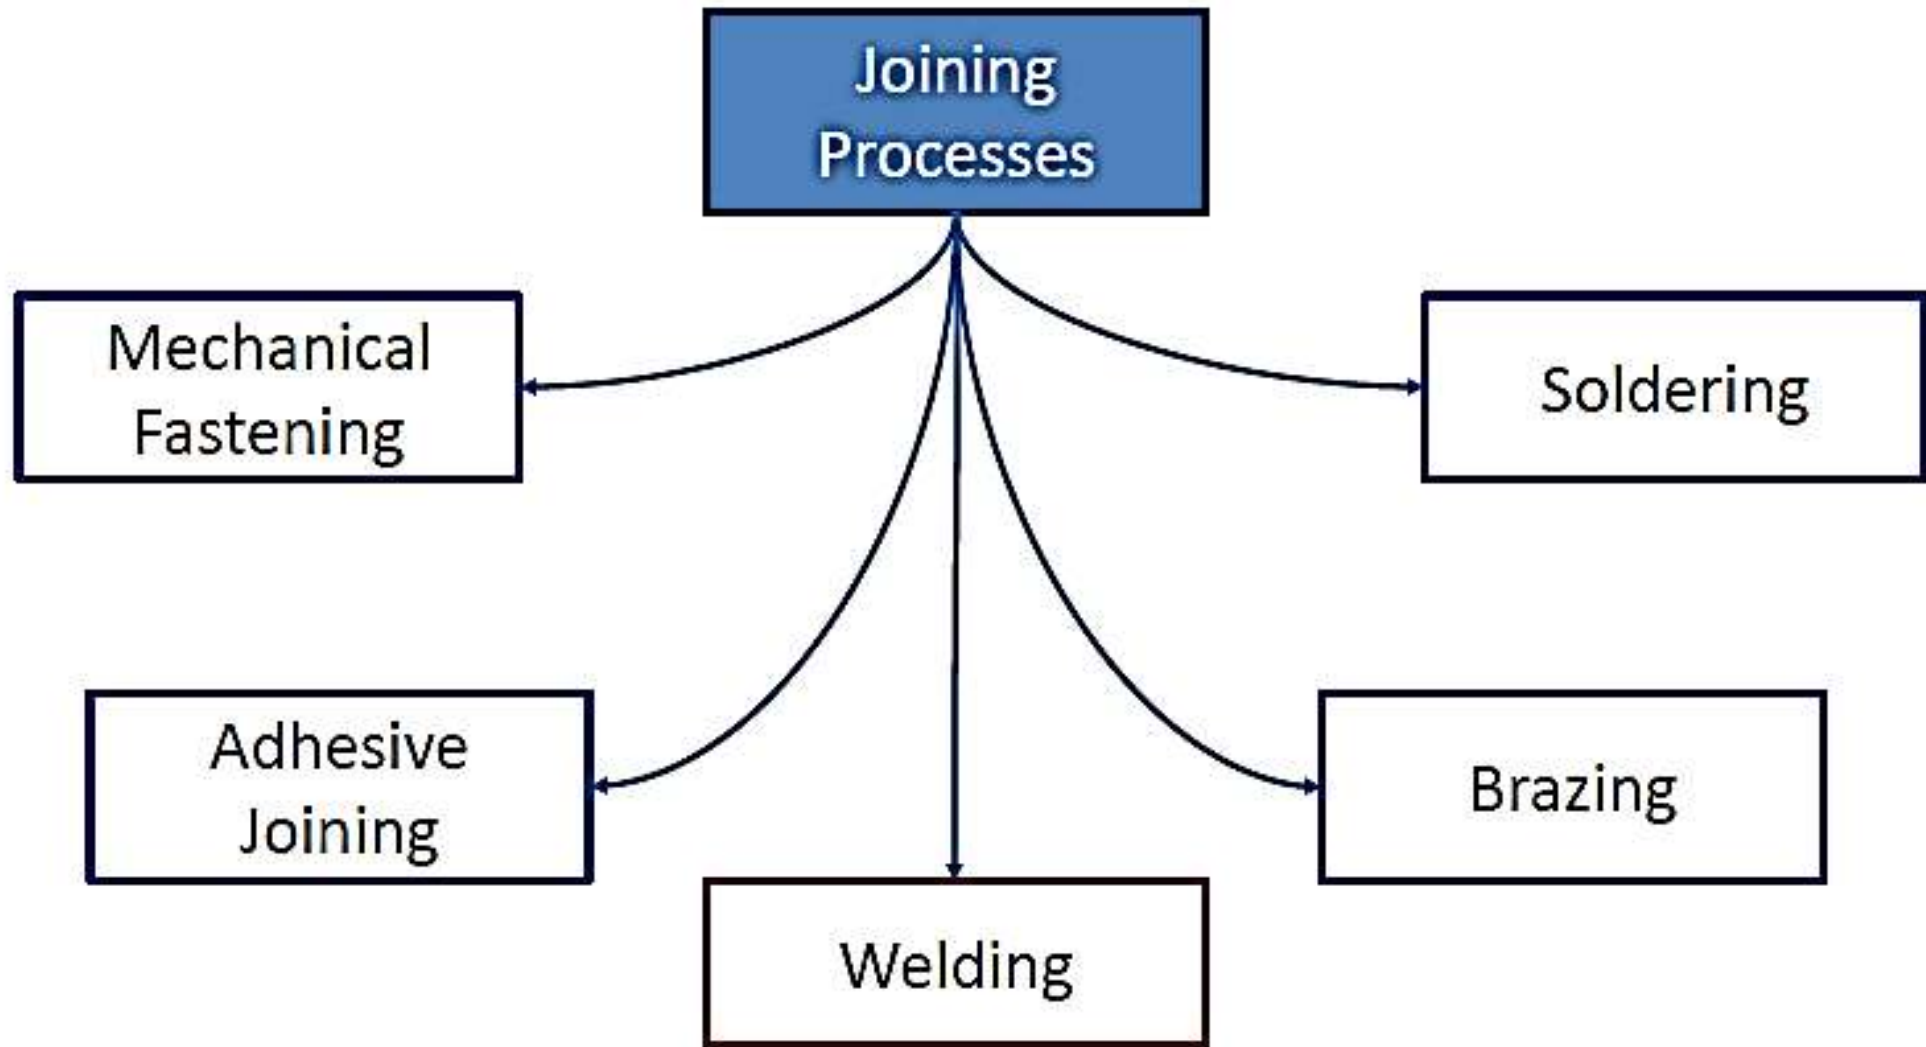 Joining
Processes
Mechanical
Fastening
Soldering
Adhesive
Joining
Brazing
Welding